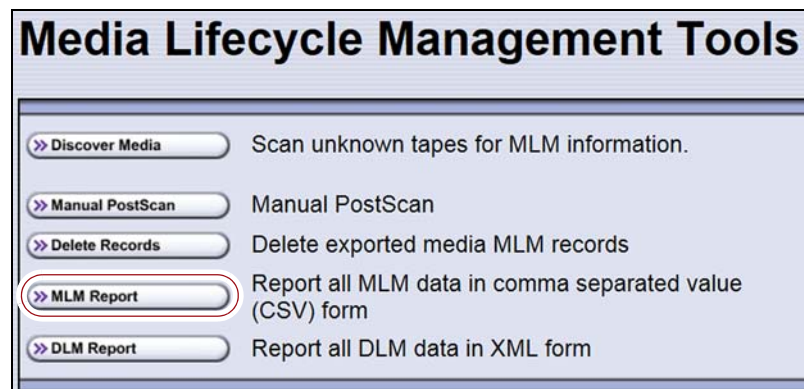 Media Lifecycle Management Tools
» Discover Media Scan unknown tapes for MLM information.
» Manual PostScan Manual PostScan
» Delete Records Delete exported media MLM records
» MLM Report Report all MLM data in comma separated value
(CSV) form
» DLM Report Report all DLM data in XML form